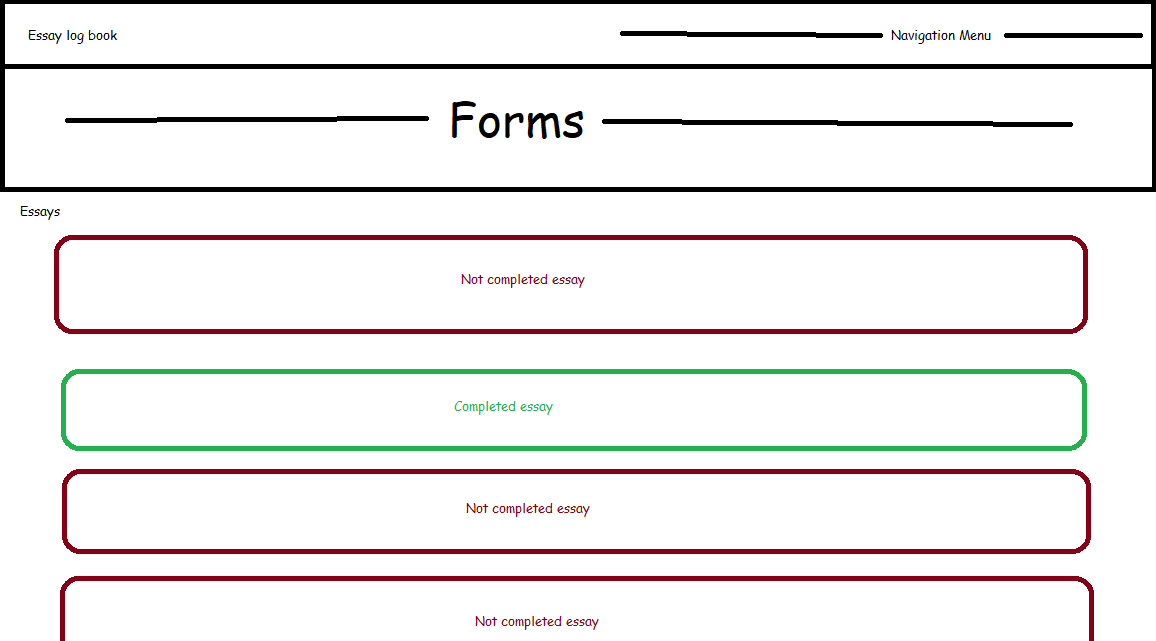 Essay log book
Navigation Menu
Forms
Essays
Not completed essay
Completed essay
Not completed essay
Not completed essay